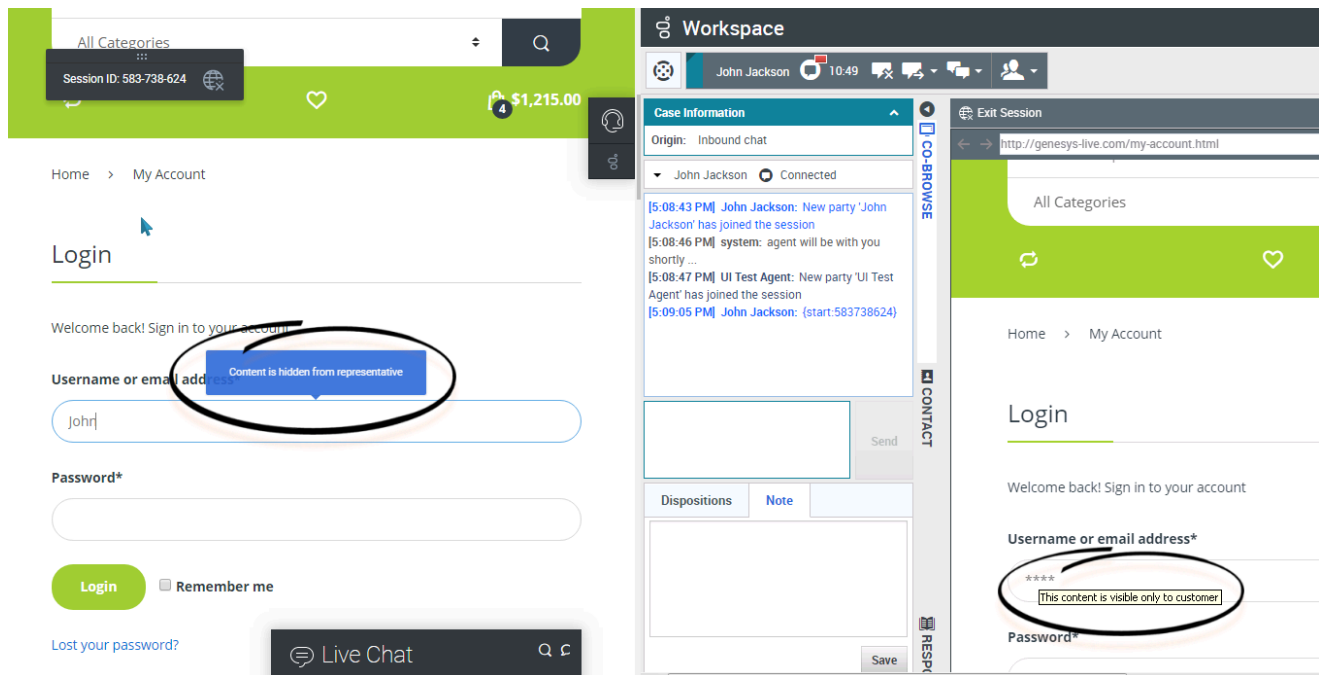 All Categories
Session ID: 583-738-624
4
$1,215.00
Home > My Account
Login
Welcome back! Sign in to your account
Content is hidden from representative
Username or email address*
John
Password*
Login
Remember me
Lost your password?
Live Chat
Workspace
John Jackson 10:49
Case Information
Origin: Inbound chat
John Jackson Connected
[5:08:43 PM] John Jackson: New party 'John
Jackson' has joined the session
[5:08:46 PM] system: agent will be with you
shortly ...
[5:08:47 PM] UI Test Agent: New party 'UI Test
Agent' has joined the session
[5:09:05 PM] John Jackson: {start:583738624}
Send
Dispositions Note
Save
CO-BROWSE
CONTACT
RESPO
Exit Session
http://genesys-live.com/my-account.html
All Categories
Home > My Account
Login
Welcome back! Sign in to your account
Username or email address*
****
This content is visible only to customer
Password*